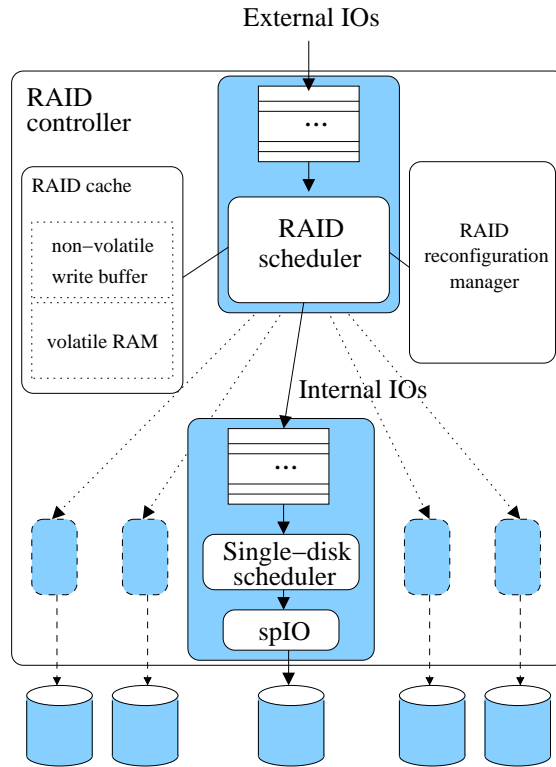 External IOs
RAID
controller
...
RAID cache
non−volatile
write buffer
volatile RAM
RAID
scheduler
RAID
reconfiguration
manager
Internal IOs
...
Single−disk
scheduler
spIO